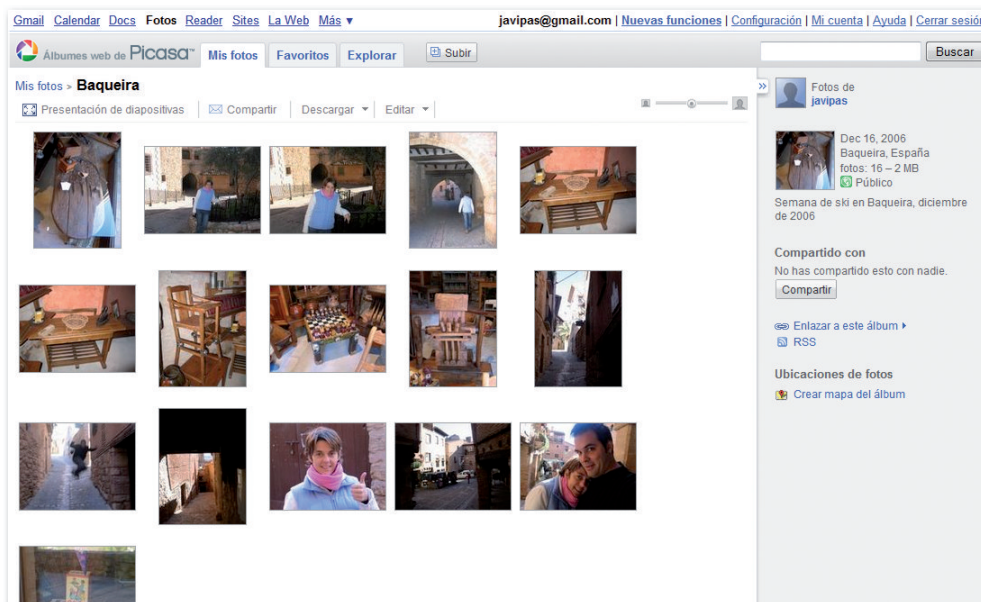 Gmail Calendar Docs Fotos Reader Sites La Web Más ▼ javipas@gmail.com | Nuevas funciones | Configuración | Mi cuenta | Ayuda | Cerrar sesión
Álbumes web de Picasa™ Mis fotos Favoritos Explorar Subir Buscar
Mis fotos > Baqueira
Presentación de diapositivas Compartir Descargar Editar
»
Fotos de
javipas
Dec 16, 2006
Baqueira, España
fotos: 16 – 2 MB
Público
Semana de ski en Baqueira, diciembre
de 2006
Compartido con
No has compartido esto con nadie.
Compartir
Enlazar a este álbum
RSS
Ubicaciones de fotos
Crear mapa del álbum